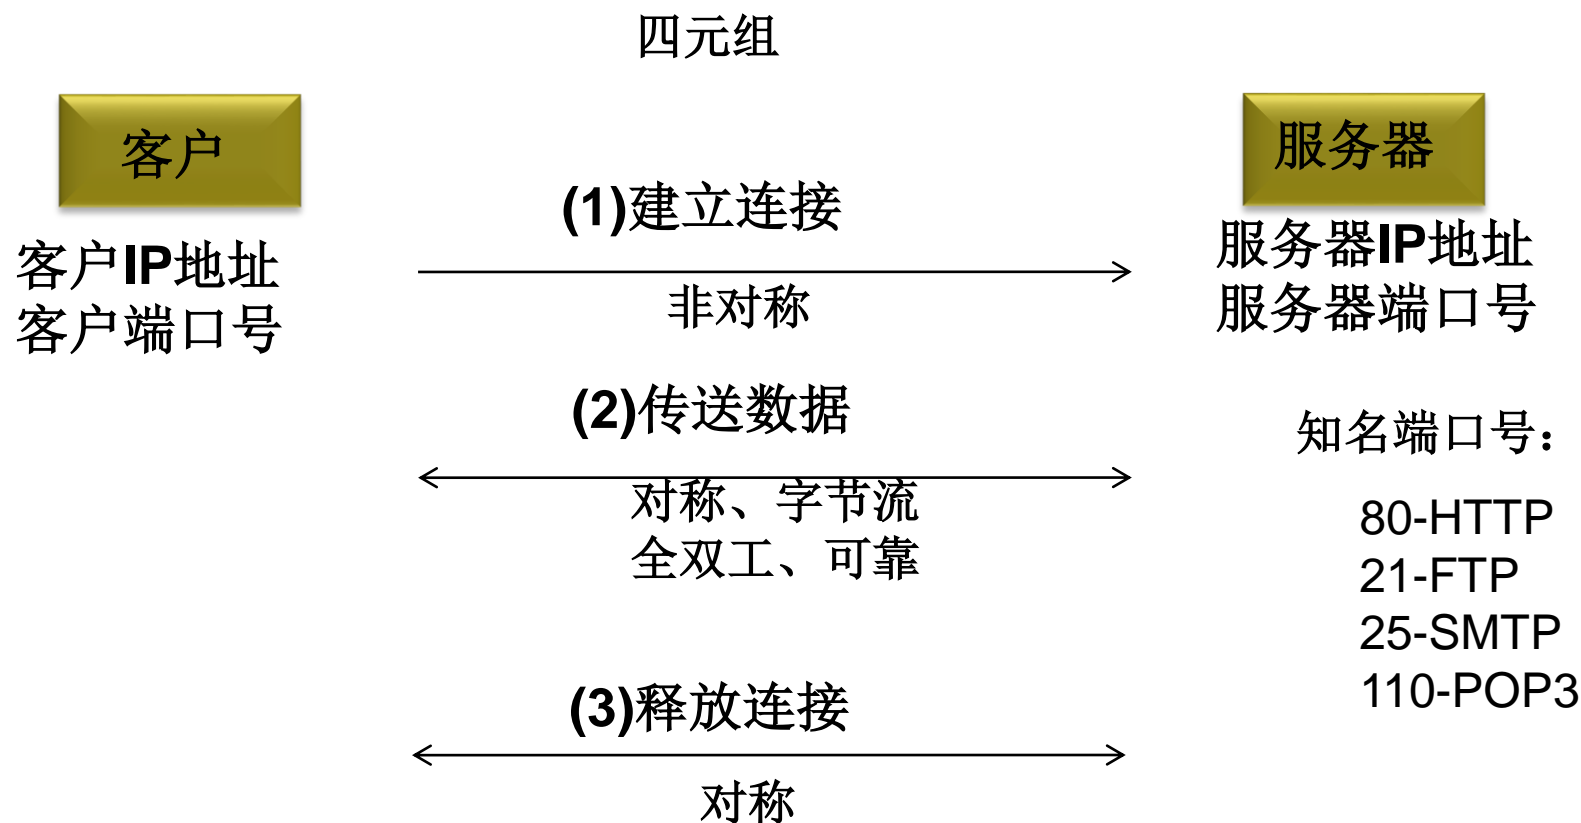 四元组
客户
服务器
(1)建立连接
客户IP地址
客户端口号
非对称
服务器IP地址
服务器端口号
(2)传送数据
对称、字节流
全双工、可靠
知名端口号：
80-HTTP
21-FTP
25-SMTP
110-POP3
(3)释放连接
对称